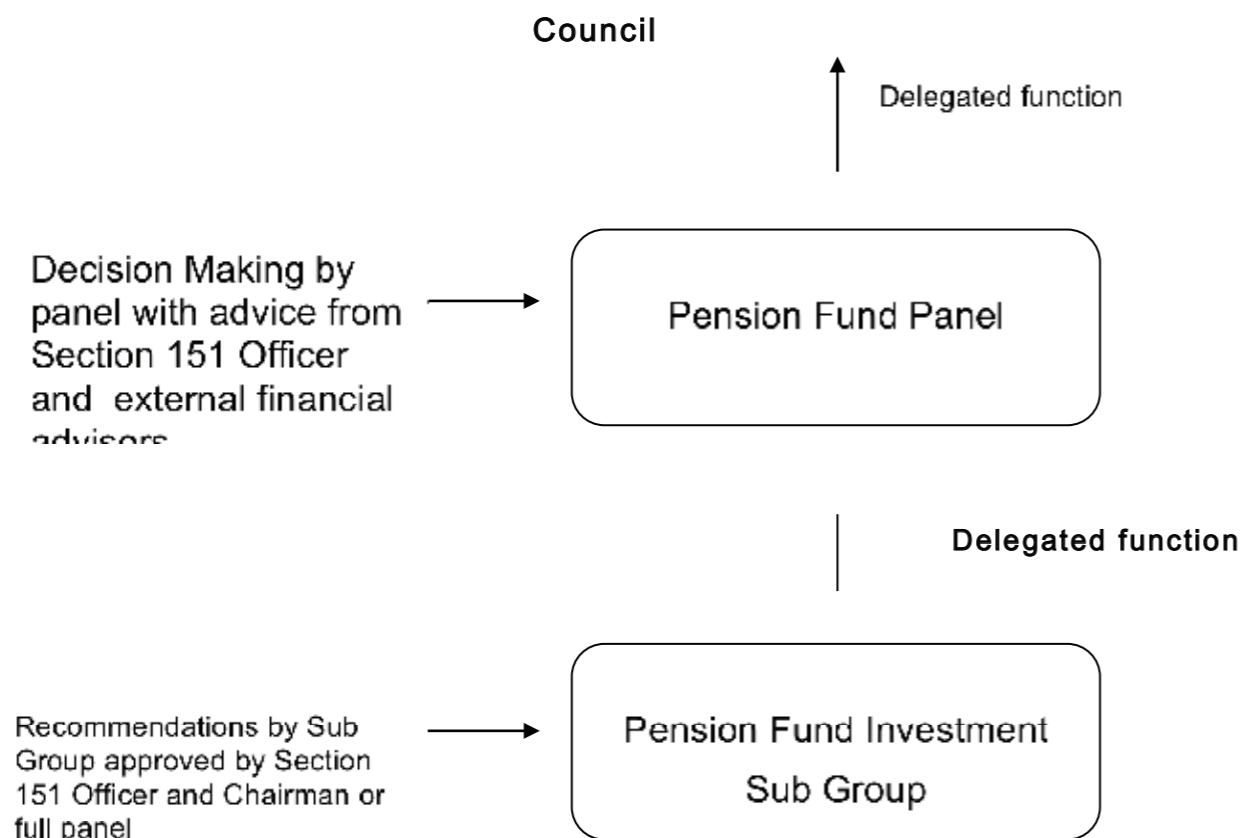 Council
Delegated function
Decision Making by
panel with advice from
Section 151 Officer
and external financial
advisors
Pension Fund Panel
Delegated function
Recommendations by Sub
Group approved by Section
151 Officer and Chairman or
full panel
Pension Fund Investment
Sub Group